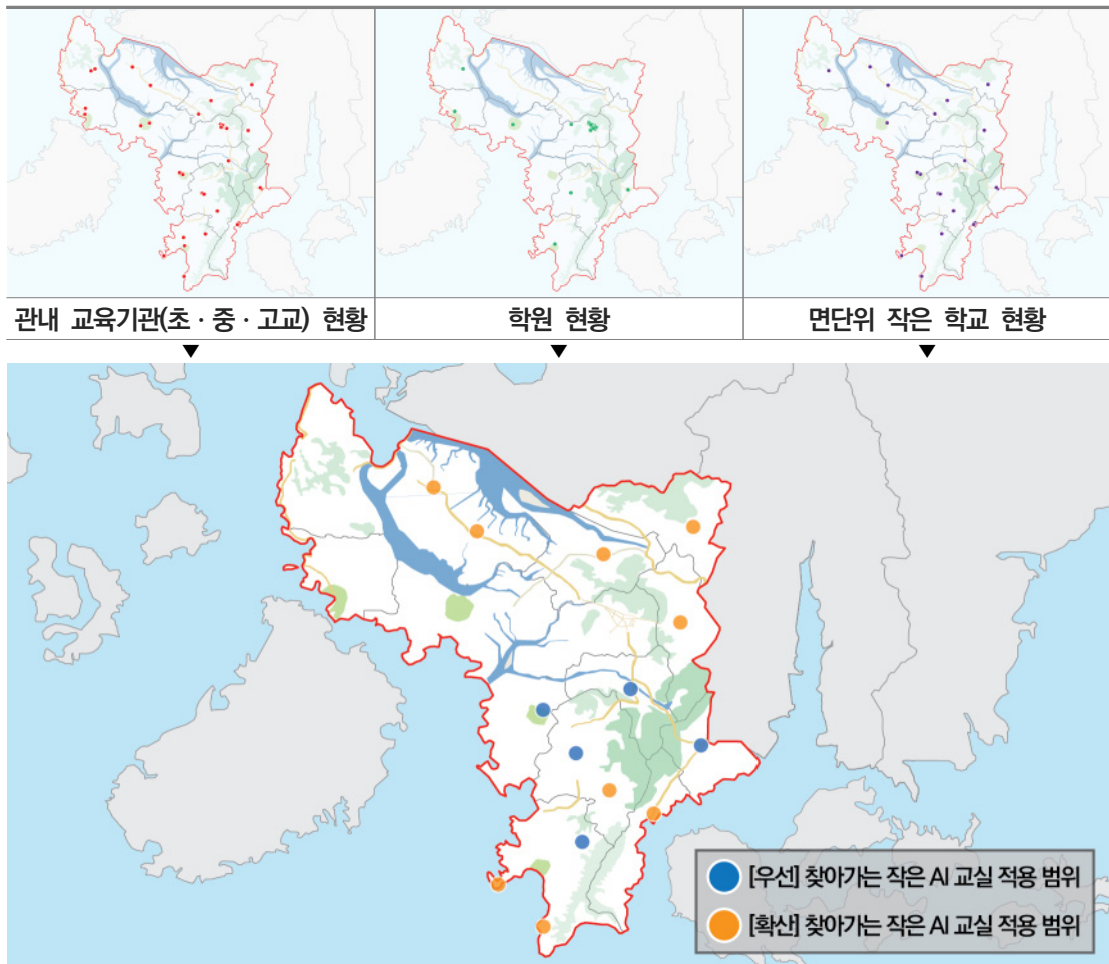 관내 교육기관(초 · 중 · 고교) 현황
학원 현황
면단위 작은 학교 현황
[우선] 찾아가는 작은 AI 교실 적용 범위
[확산] 찾아가는 작은 AI 교실 적용 범위